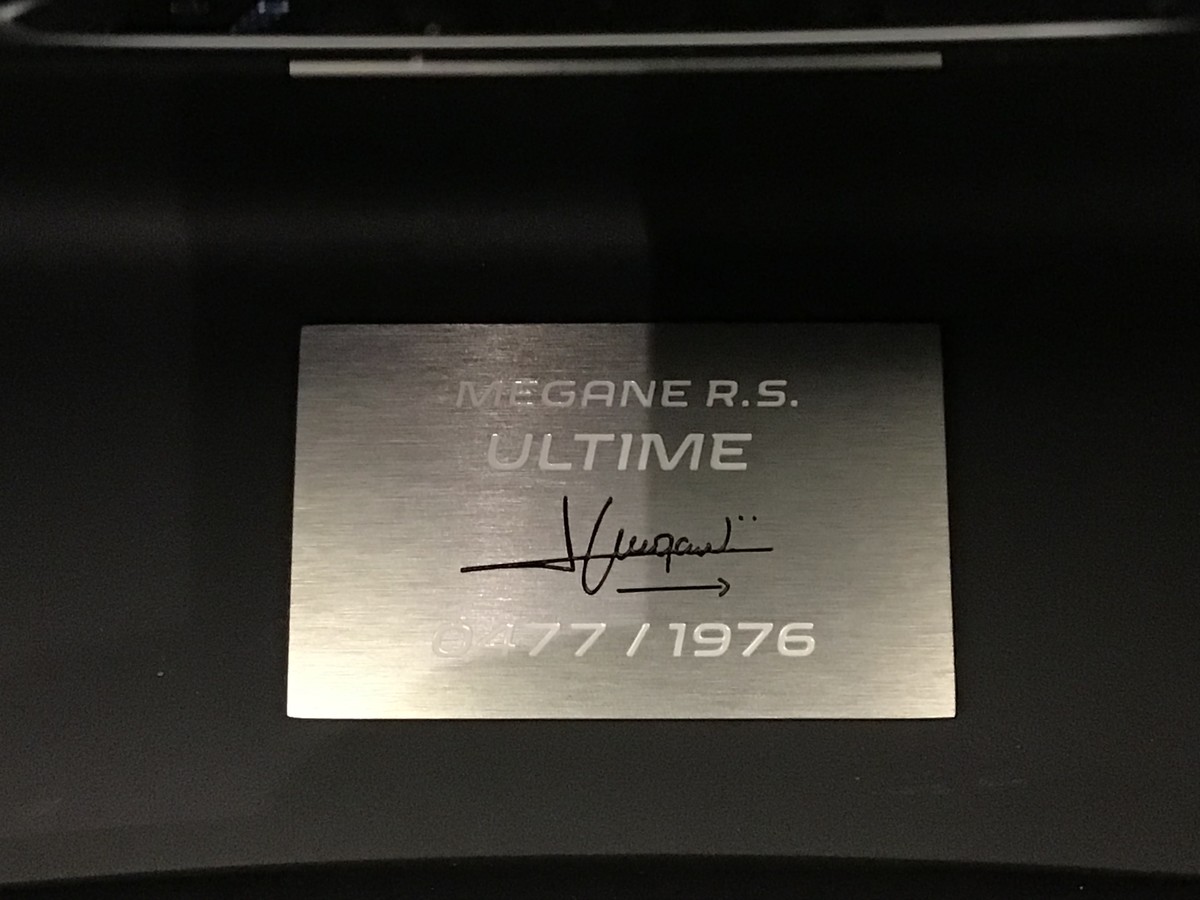 MEGANE R.S.
ULTIME
0477 / 1976